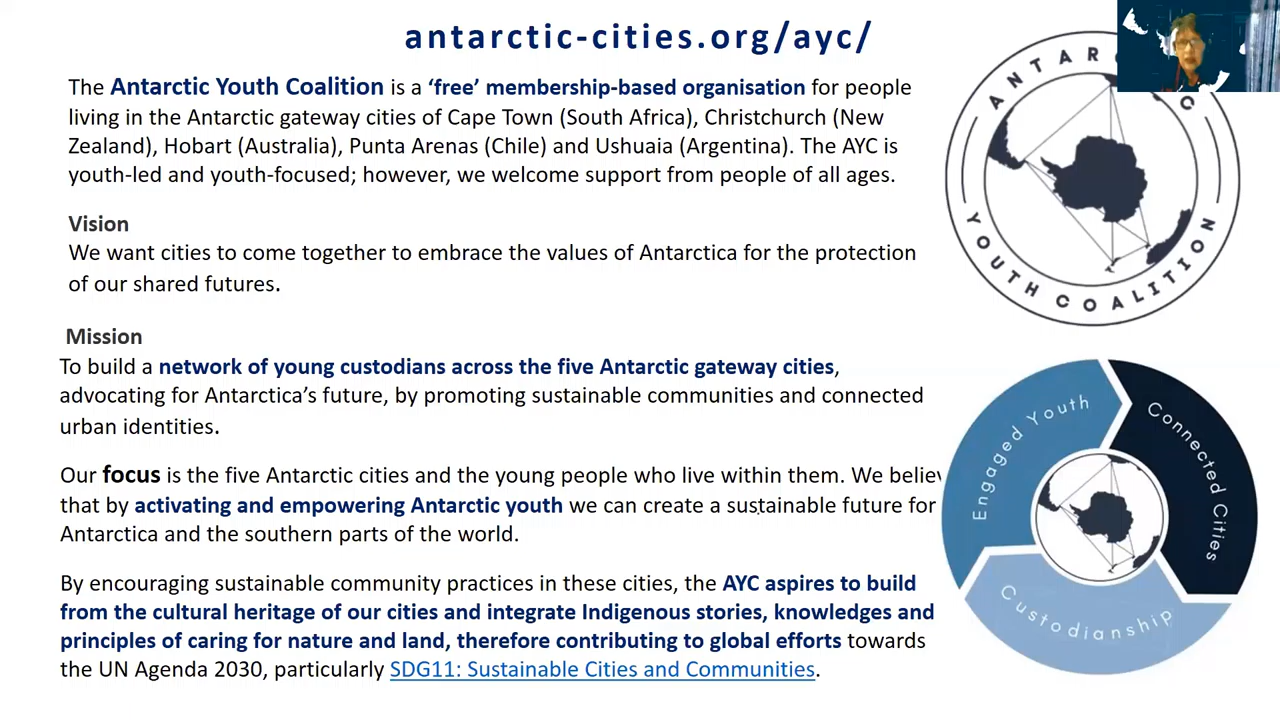 antarctic-cities.org/ayc/
The Antarctic Youth Coalition is a ‘free’ membership-based organisation for people
living in the Antarctic gateway cities of Cape Town (South Africa), Christchurch (New
Zealand), Hobart (Australia), Punta Arenas (Chile) and Ushuaia (Argentina). The AYC is
youth-led and youth-focused; however, we welcome support from people of all ages.
Vision
We want cities to come together to embrace the values of Antarctica for the protection
of our shared futures.
Mission
To build a network of young custodians across the five Antarctic gateway cities,
advocating for Antarctica’s future, by promoting sustainable communities and connected
urban identities.
Our focus is the five Antarctic cities and the young people who live within them. We believ
that by activating and empowering Antarctic youth we can create a sustainable future for
Antarctica and the southern parts of the world.
By encouraging sustainable community practices in these cities, the AYC aspires to build
from the cultural heritage of our cities and integrate Indigenous stories, knowledges and
principles of caring for nature and land, therefore contributing to global efforts towards
the UN Agenda 2030, particularly SDG11: Sustainable Cities and Communities.
ANTAR C
YOUTH COALITION
Engaged Youth
Connected Cities
Custodianship